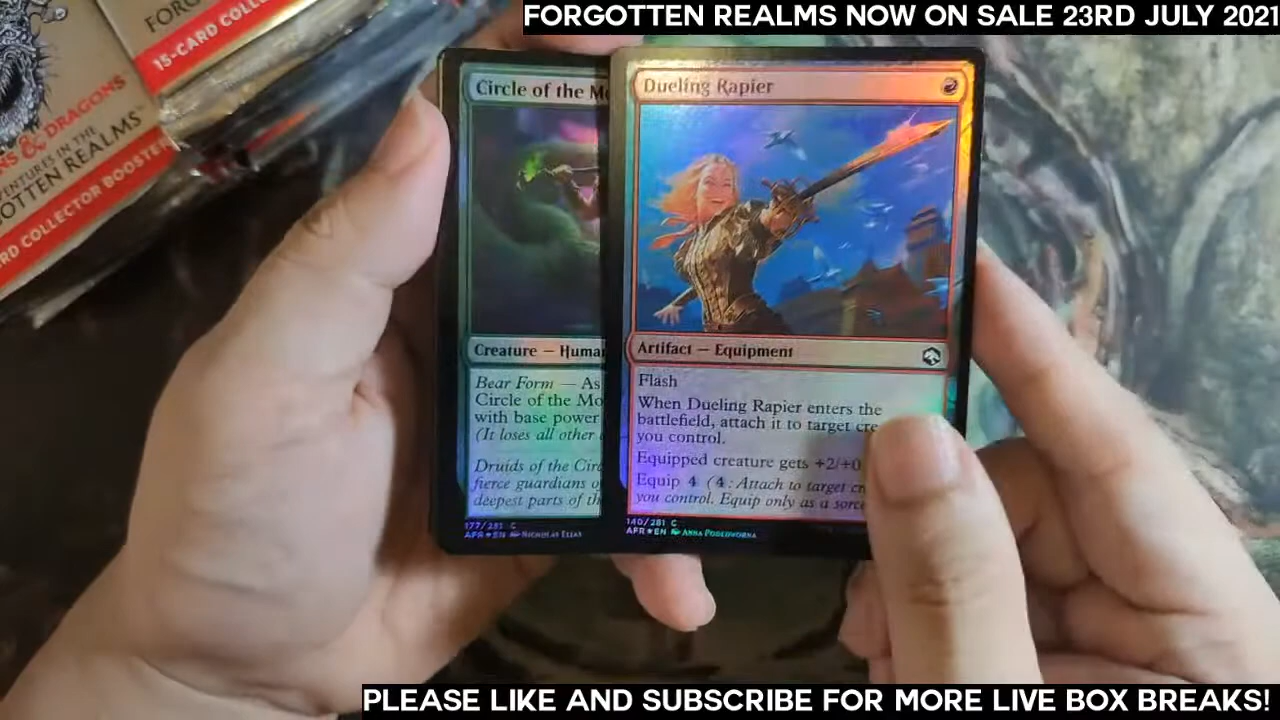 FORGOTTEN REALMS NOW ON SALE 23RD JULY 2021
15-CARD COLLE
& DRAGONS
IN THE
REALMS
COLLECTOR BOOSTER
Circle of the Mo
Creature — Human
Bear Form — As
Circle of the Mo
with base power
(It loses all other
Druids of the Circ
fierce guardians o
deepest parts of th
177/281 C
AFR★EN Nicholas Elias
Dueling Rapier
Artifact — Equipment
Flash
When Dueling Rapier enters the
battlefield, attach it to target cre
you control.
Equipped creature gets +2/+0
Equip 4 (4: Attach to target cr
you control. Equip only as a sorce
140/281 C
AFR★EN Anna Podedworna
PLEASE LIKE AND SUBSCRIBE FOR MORE LIVE BOX BREAKS!